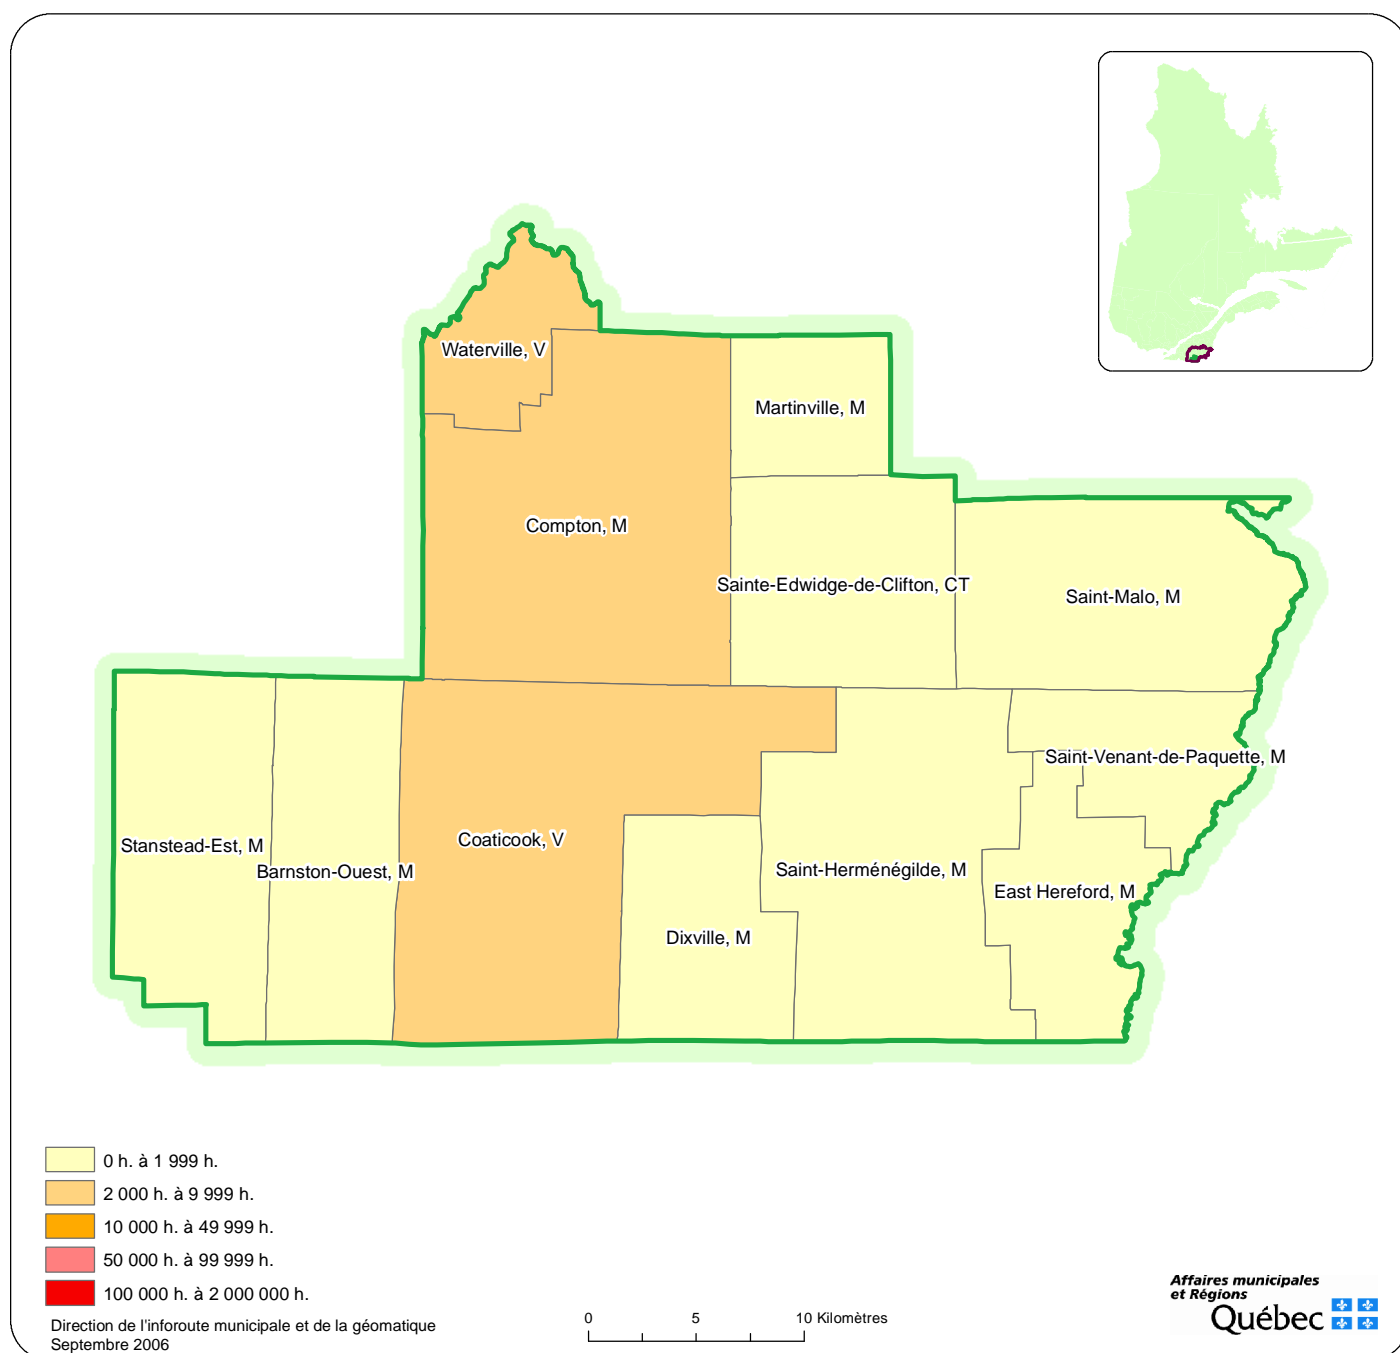 Waterville, V
Martinville, M
Compton, M
Sainte-Edwidge-de-Clifton, CT
Saint-Malo, M
Saint-Venant-de-Paquette, M
Stanstead-Est, M
Coaticook, V
Barnston-Ouest, M
Saint-Herménégilde, M
East Hereford, M
Dixville, M
0 h. à 1 999 h.
2 000 h. à 9 999 h.
10 000 h. à 49 999 h.
50 000 h. à 99 999 h.
100 000 h. à 2 000 000 h.
Direction de l'inforoute municipale et de la géomatique
Septembre 2006
0 5 10 Kilomètres
Affaires municipales
et Régions
Québec